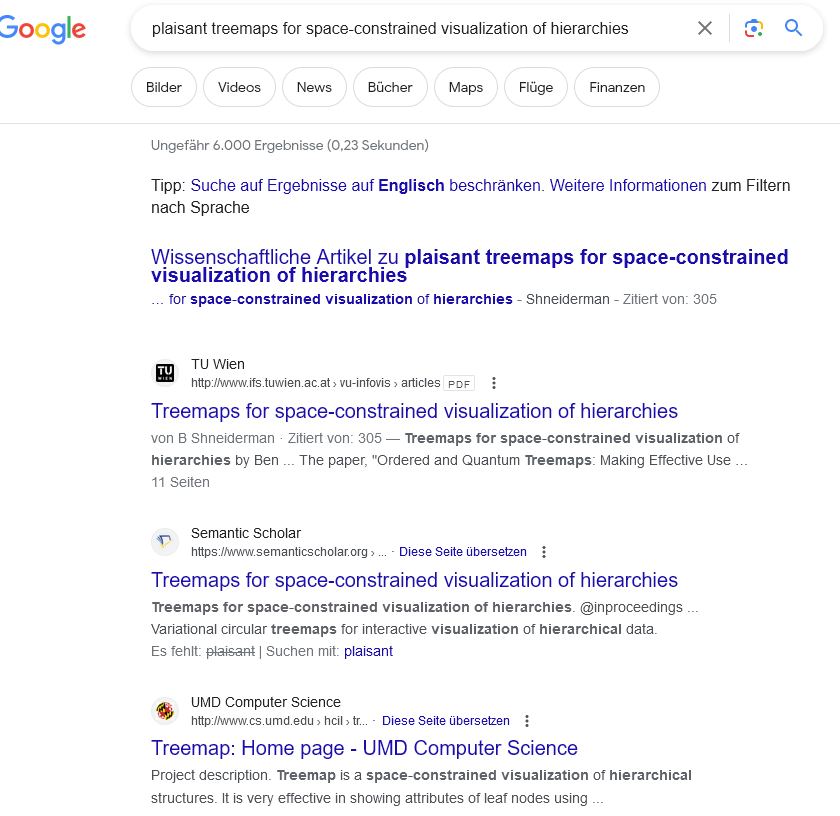 Google
plaisant treemaps for space-constrained visualization of hierarchies
Bilder
Videos
News
Bücher
Maps
Flüge
Finanzen
Ungefähr 6.000 Ergebnisse (0,23 Sekunden)
Tipp: Suche auf Ergebnisse auf Englisch beschränken. Weitere Informationen zum Filtern
nach Sprache
Wissenschaftliche Artikel zu plaisant treemaps for space-constrained
visualization of hierarchies
… for space-constrained visualization of hierarchies - Shneiderman - Zitiert von: 305
TU
WIEN
TU Wien
http://www.ifs.tuwien.ac.at › vu-infovis › articles PDF
Treemaps for space-constrained visualization of hierarchies
von B Shneiderman · Zitiert von: 305 — Treemaps for space-constrained visualization of
hierarchies by Ben ... The paper, "Ordered and Quantum Treemaps: Making Effective Use …
11 Seiten
Semantic Scholar
https://www.semanticscholar.org › ... · Diese Seite übersetzen
Treemaps for space-constrained visualization of hierarchies
Treemaps for space-constrained visualization of hierarchies. @inproceedings ...
Variational circular treemaps for interactive visualization of hierarchical data.
Es fehlt: plaisant | Suchen mit: plaisant
UMD Computer Science
http://www.cs.umd.edu › hcil › tr... · Diese Seite übersetzen
Treemap: Home page - UMD Computer Science
Project description. Treemap is a space-constrained visualization of hierarchical
structures. It is very effective in showing attributes of leaf nodes using ...